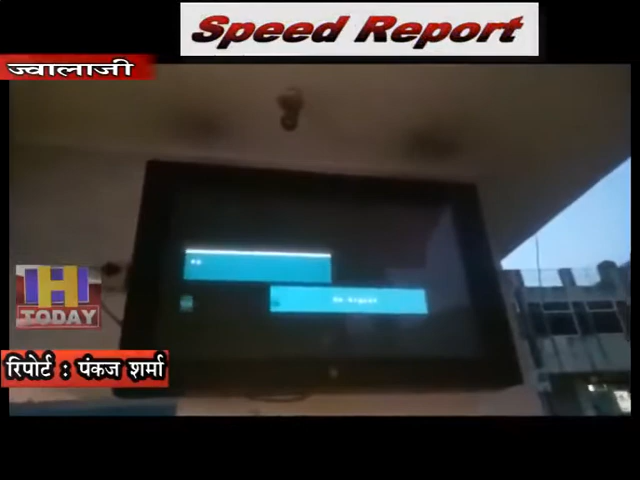 Speed Report
ज्वालाजी
H
TODAY
रिपोर्ट : पंकज शर्मा